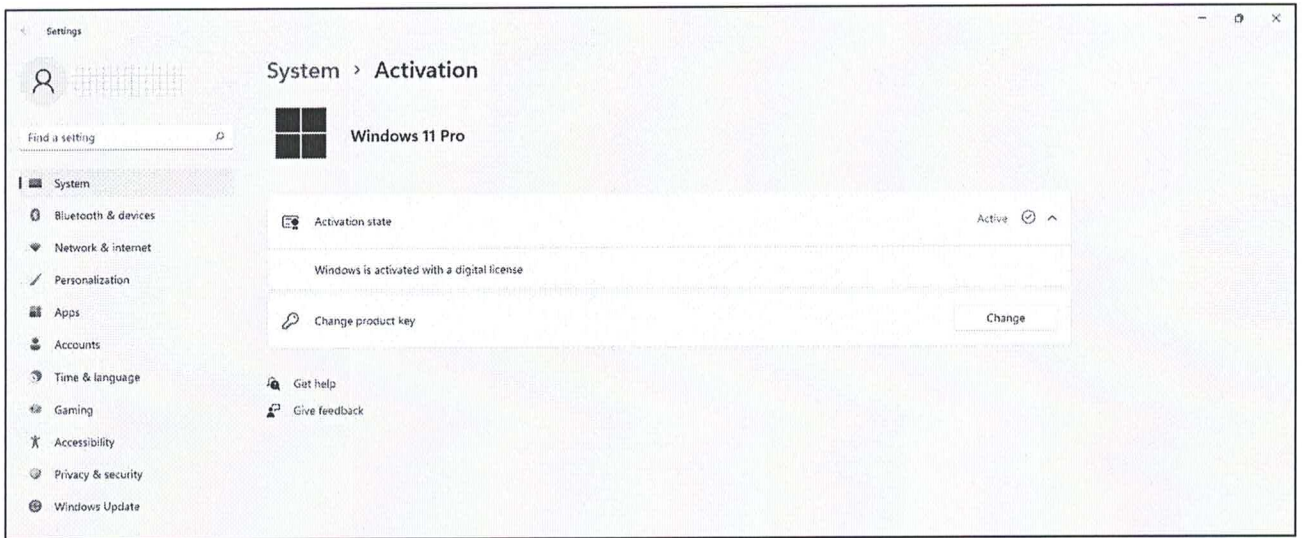 Settings
System > Activation
Find a setting
Windows 11 Pro
System
Bluetooth & devices
Network & internet
Personalization
Apps
Accounts
Time & language
Gaming
Accessibility
Privacy & security
Windows Update
Activation state
Active
Windows is activated with a digital license
Change product key
Change
Get help
Give feedback